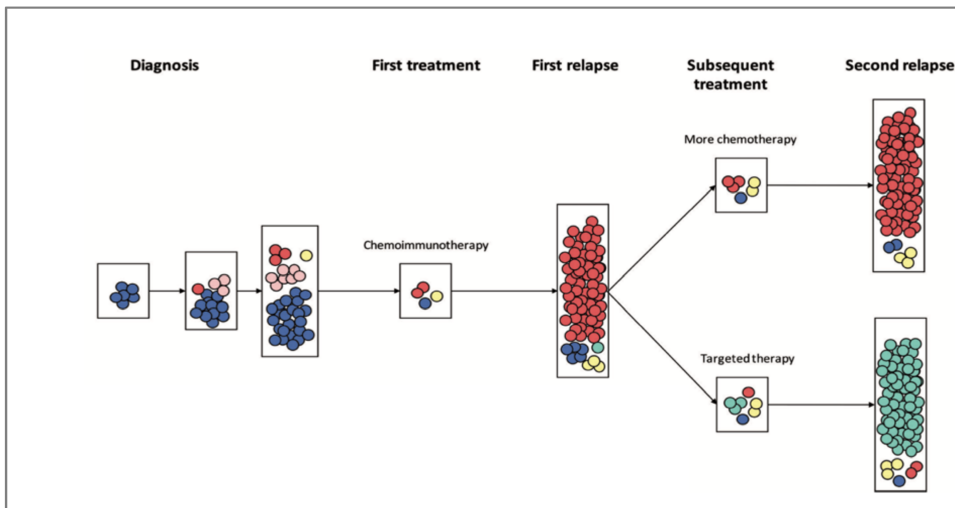 Diagnosis
First treatment
First relapse
Subsequent
treatment
Second relapse
More chemotherapy
Chemoimmunotherapy
Targeted therapy